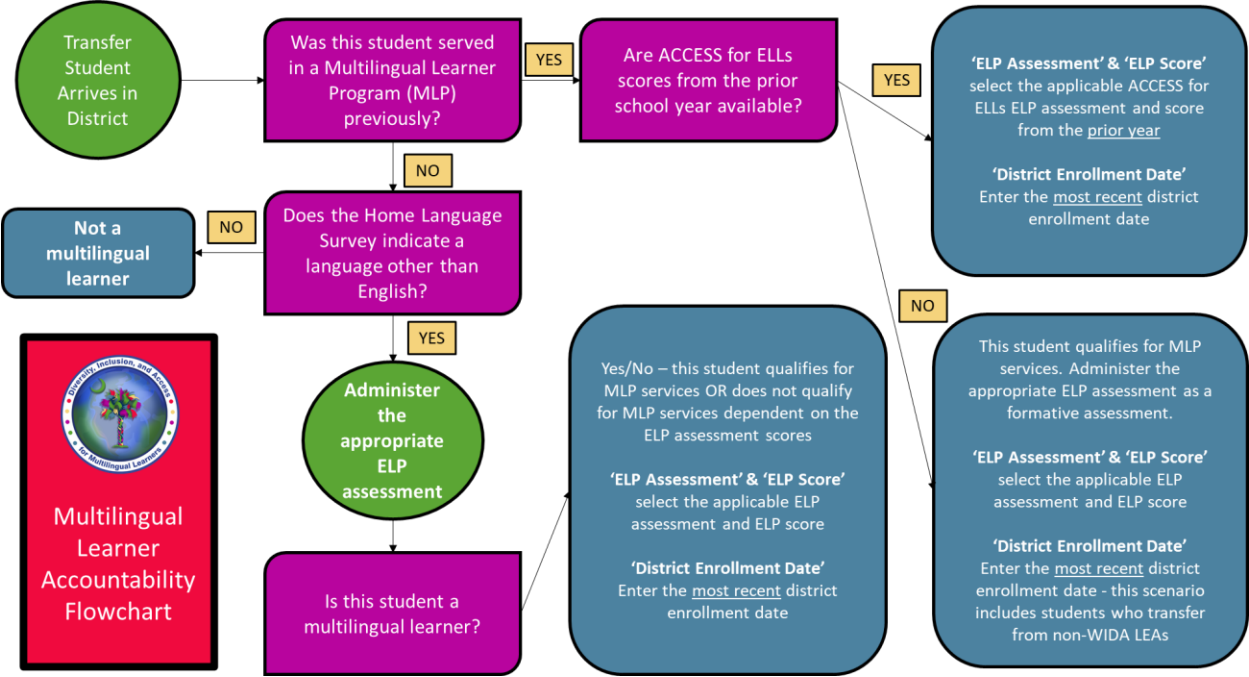 Transfer
Student
Arrives in
District
Was this student served
in a Multilingual Learner
Program (MLP)
previously?
YES
Are ACCESS for ELLs
scores from the prior
school year available?
YES
‘ELP Assessment’ & ‘ELP Score’
select the applicable ACCESS for
ELLs ELP assessment and score
from the prior year
‘District Enrollment Date’
Enter the most recent district
enrollment date
NO
Does the Home Language
Survey indicate a
language other than
English?
NO
Not a
multilingual
learner
YES
Administer
the
appropriate
ELP
assessment
Is this student a
multilingual learner?
Yes/No – this student qualifies for
MLP services OR does not qualify
for MLP services dependent on the
ELP assessment scores
‘ELP Assessment’ & ‘ELP Score’
select the applicable ELP
assessment and ELP score
‘District Enrollment Date’
Enter the most recent district
enrollment date
NO
This student qualifies for MLP
services. Administer the
appropriate ELP assessment as a
formative assessment.
‘ELP Assessment’ & ‘ELP Score’
select the applicable ELP
assessment and ELP score
‘District Enrollment Date’
Enter the most recent district
enrollment date - this scenario
includes students who transfer
from non-WIDA LEAs
Diversity, Inclusion, and Access
for Multilingual Learners
Multilingual
Learner
Accountability
Flowchart